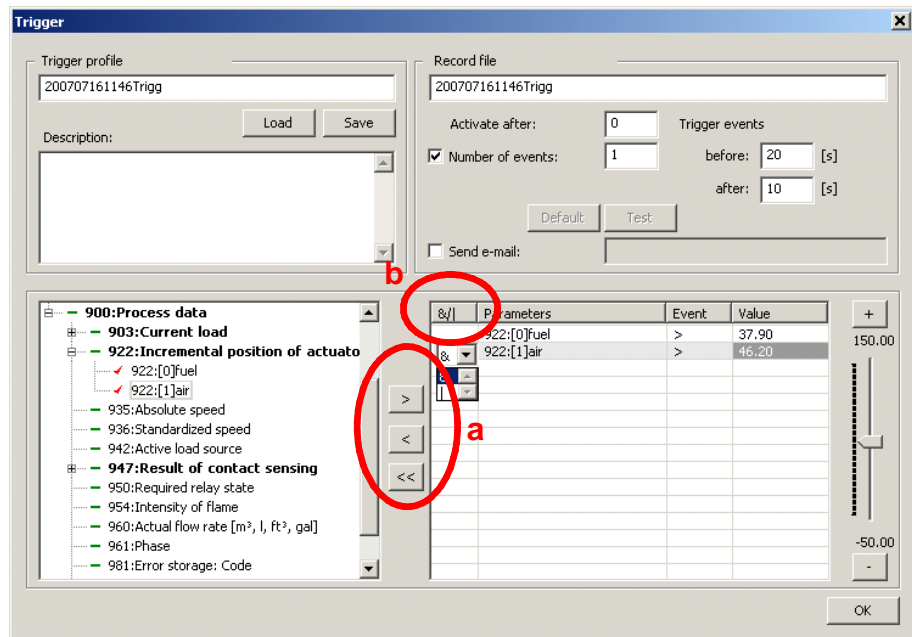 Trigger
Trigger profile
200707161146Trigg
Load
Save
Description:
Record file
200707161146Trigg
Activate after:
0
Trigger events
Number of events:
1
before:
20
[s]
after:
10
[s]
Default
Test
Send e-mail:
b
900:Process data
903:Current load
922:Incremental position of actuato
922:[0]fuel
922:[1]air
935:Absolute speed
936:Standardized speed
942:Active load source
947:Result of contact sensing
950:Required relay state
954:Intensity of flame
960:Actual flow rate [m³, l, ft³, gal]
961:Phase
981:Error storage: Code
>
<
<<
a
&/| Parameters Event Value
922:[0]fuel > 37.90
& 922:[1]air > 46.20
&
|
+
150.00
-50.00
-
OK